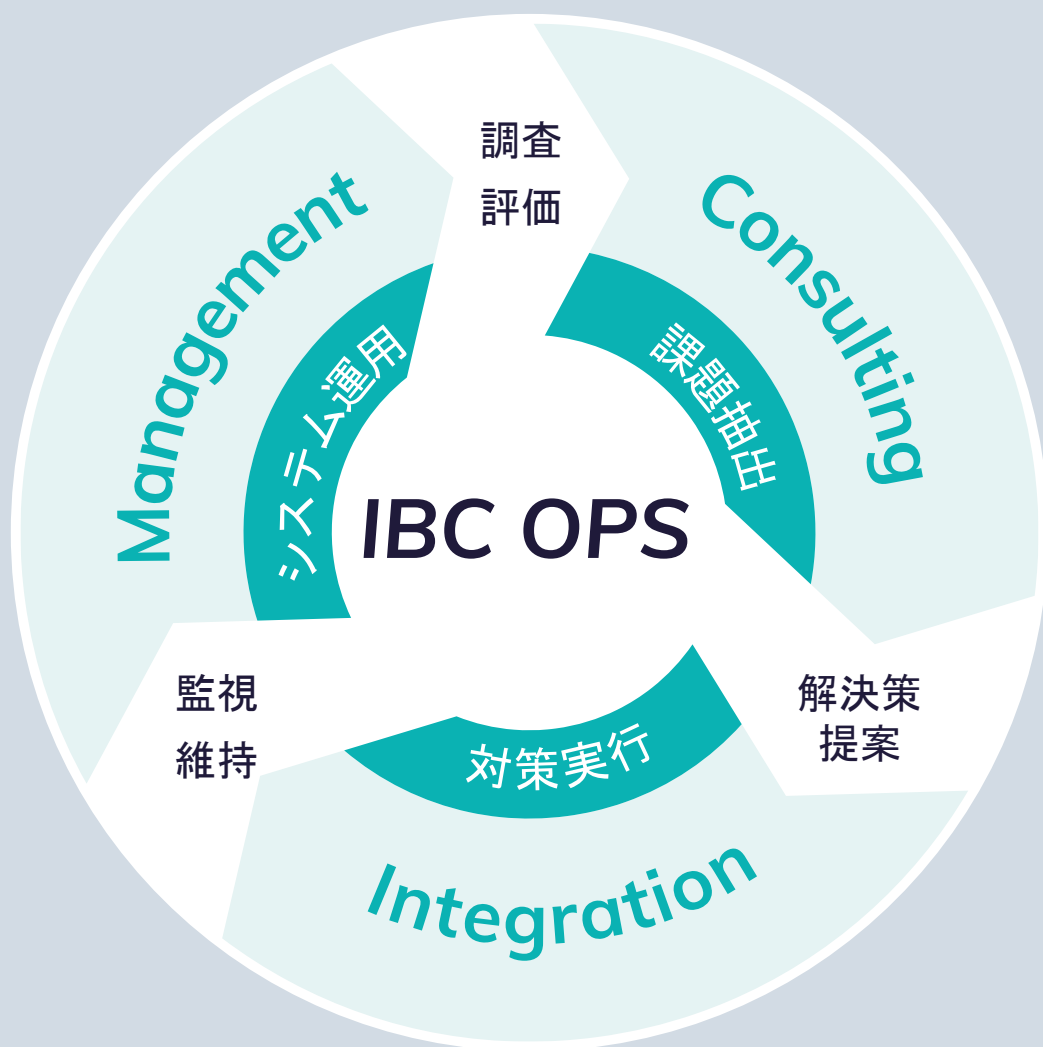 調査
評価
Consulting
課題抽出
解決策
提案
Integration
対策実行
監視
維持
Management
システム運用
IBC OPS